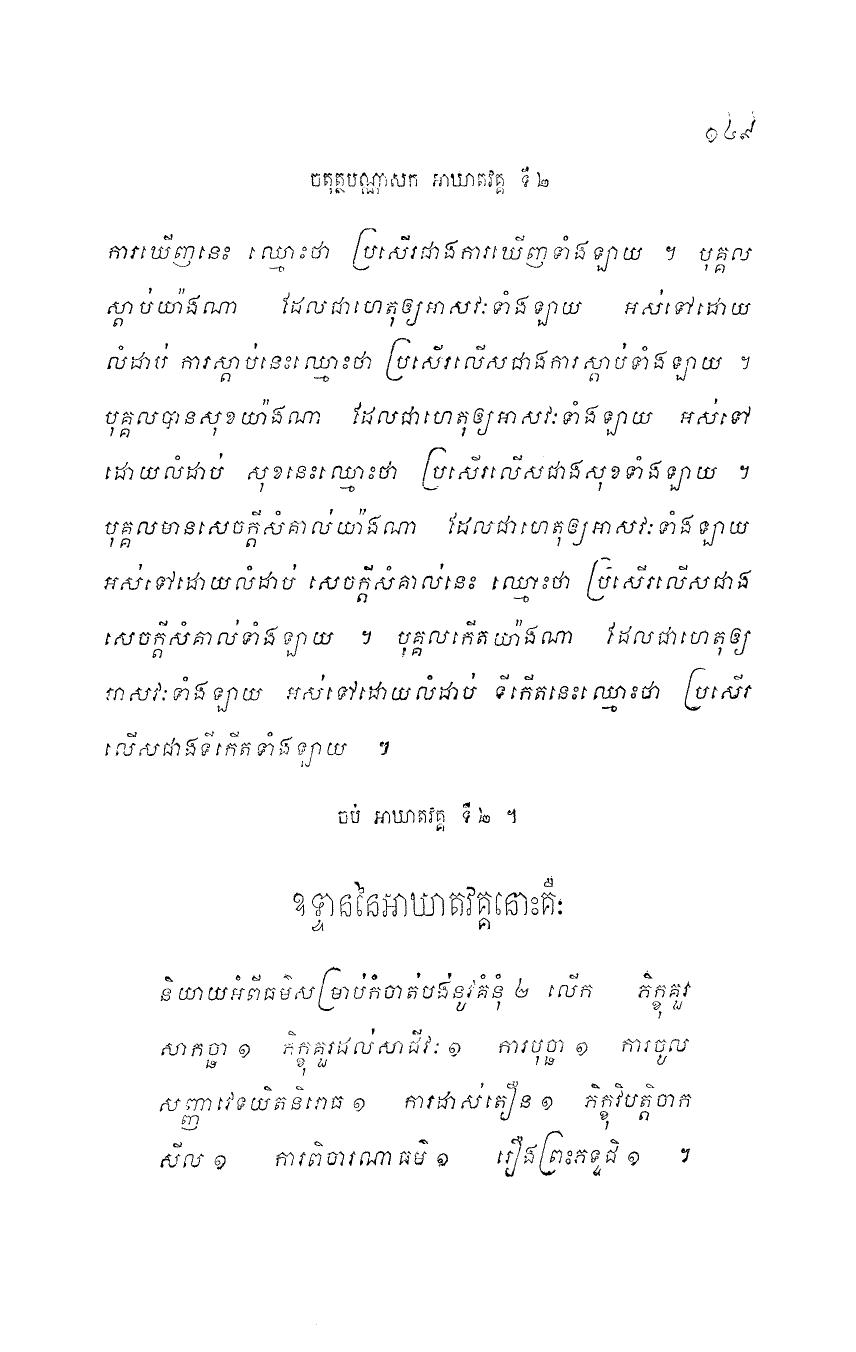 ១៤៩
ចតុត្ថបណ្ណាសក អាឃាតវគ្គ ទី ២
ការឃើញនេះ ឈ្មោះថា ប្រសើរជាងការឃើញទាំងឡាយ ។ បុគ្គល
ស្តាប់យ៉ាងណា ដែលជាហេតុឲ្យអាសវៈទាំងឡាយ អស់ទៅដោយ
លំដាប់ ការស្តាប់នេះឈ្មោះថា ប្រសើរលើសជាងការស្តាប់ទាំងឡាយ ។
បុគ្គលបានសុខយ៉ាងណា ដែលជាហេតុឲ្យអាសវៈទាំងឡាយ អស់ទៅ
ដោយលំដាប់ សុខនេះឈ្មោះថា ប្រសើរលើសជាងសុខទាំងឡាយ ។
បុគ្គលមានសេចក្តីសំគាល់យ៉ាងណា ដែលជាហេតុឲ្យអាសវៈទាំងឡាយ
អស់ទៅដោយលំដាប់ សេចក្តីសំគាល់នេះ ឈ្មោះថា ប្រសើរលើសជាង
សេចក្តីសំគាល់ទាំងឡាយ ។ បុគ្គលកើតយ៉ាងណា ដែលជាហេតុឲ្យ
អាសវៈទាំងឡាយ អស់ទៅដោយលំដាប់ ទីកើតនេះឈ្មោះថា ប្រសើរ
លើសជាងទីកើតទាំងឡាយ ៕
ចប់ អាឃាតវគ្គ ទី ២ ។
ឧទ្ទាននៃអាឃាតវគ្គនោះគឺៈ
និយាយអំពីធម៌សម្រាប់កំចាត់បង់នូវគំនុំ ២ លើក ភិក្ខុគួរ
សាកច្ឆា ១ ភិក្ខុគួរដល់សាជីវៈ ១ ការបុច្ឆា ១ ការចូល
សញ្ញាវេទយិតនិរោធ ១ ការដាស់តឿន ១ ភិក្ខុវិបត្តិចាក
សីល ១ ការពិចារណាធម៌ ១ រឿងព្រះភទ្ទជិ ១ ៕